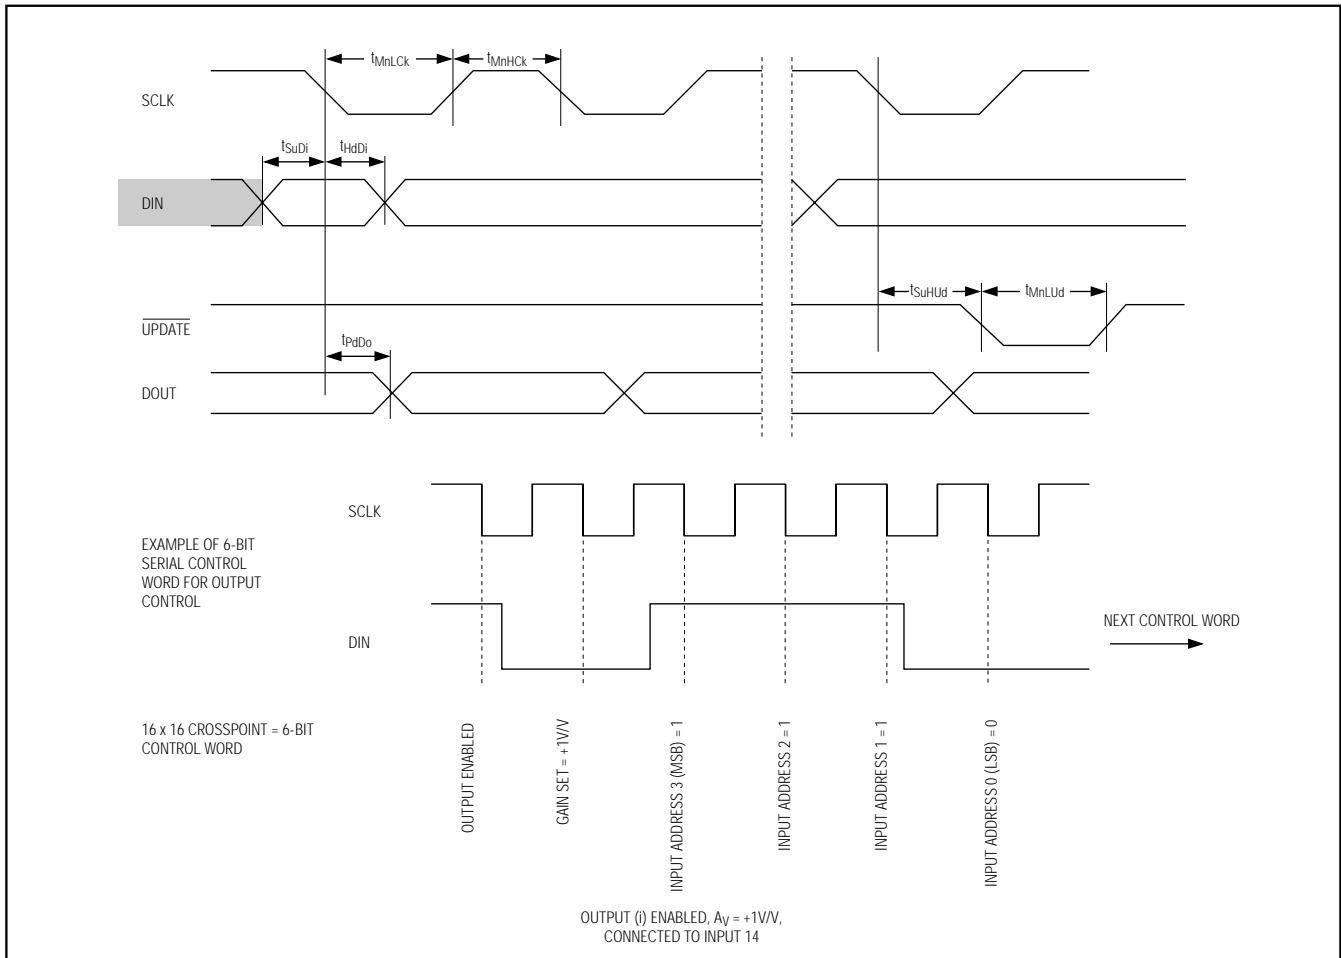 tMnLCk
tMnHCk
SCLK
tSuDi
tHdDi
DIN
tSuHUd
tMnLUd
UPDATE
tPdDo
DOUT
SCLK
EXAMPLE OF 6-BIT
SERIAL CONTROL
WORD FOR OUTPUT
CONTROL
DIN
NEXT CONTROL WORD
16 x 16 CROSSPOINT = 6-BIT
CONTROL WORD
OUTPUT ENABLED
GAIN SET = +1V/V
INPUT ADDRESS 3 (MSB) = 1
INPUT ADDRESS 2 = 1
INPUT ADDRESS 1 = 1
INPUT ADDRESS 0 (LSB) = 0
OUTPUT (i) ENABLED, AV = +1V/V,
CONNECTED TO INPUT 14